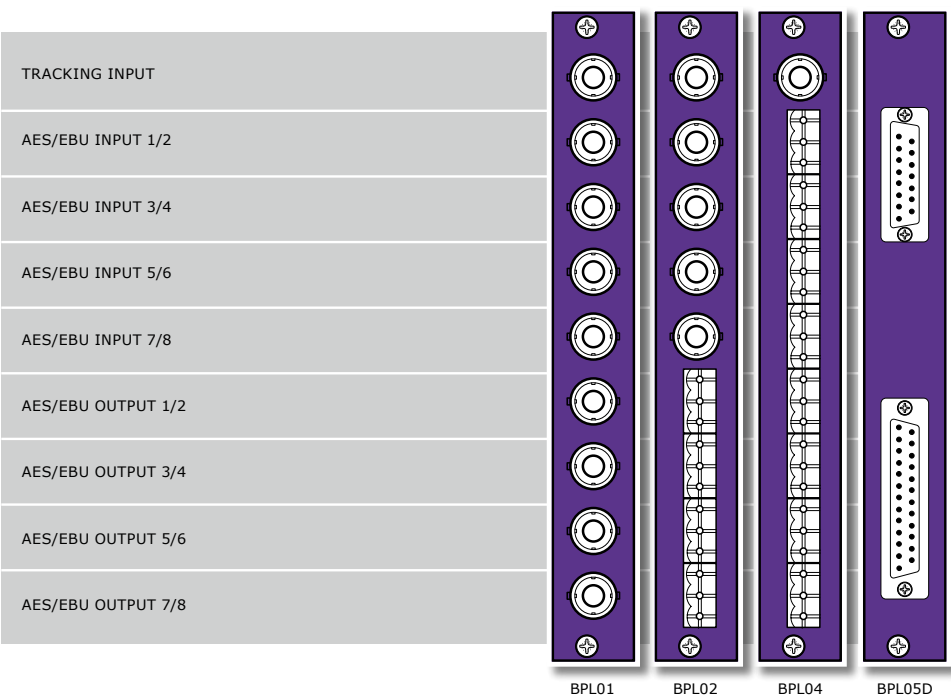 TRACKING INPUT
AES/EBU INPUT 1/2
AES/EBU INPUT 3/4
AES/EBU INPUT 5/6
AES/EBU INPUT 7/8
AES/EBU OUTPUT 1/2
AES/EBU OUTPUT 3/4
AES/EBU OUTPUT 5/6
AES/EBU OUTPUT 7/8
BPL01 BPL02 BPL04 BPL05D